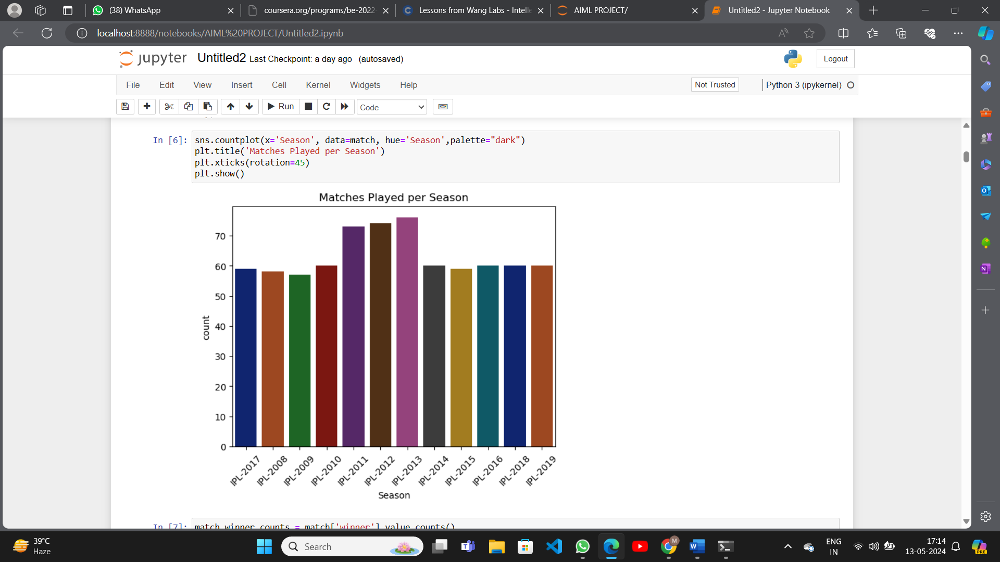 (38) WhatsApp
coursera.org/programs/be-2022-
Lessons from Wang Labs - Intelle
AIML PROJECT/
Untitled2 - Jupyter Notebook
localhost:8888/notebooks/AIML%20PROJECT/Untitled2.ipynb
jupyter Untitled2 Last Checkpoint: a day ago (autosaved)
Logout
File Edit View Insert Cell Kernel Widgets Help
Not Trusted
Python 3 (ipykernel)
Run
Code
In [6]:
sns.countplot(x='Season', data=match, hue='Season',palette="dark")
plt.title('Matches Played per Season')
plt.xticks(rotation=45)
plt.show()
Matches Played per Season
70
60
50
40
30
20
10
0
count
IPL-2017 IPL-2008 IPL-2009 IPL-2010 IPL-2011 IPL-2012 IPL-2013 IPL-2014 IPL-2015 IPL-2016 IPL-2018 IPL-2019
Season
In [7]:
match_winner_counts = match['winner'].value_counts()
39°C
Haze
Search
ENG
IN
17:14
13-05-2024